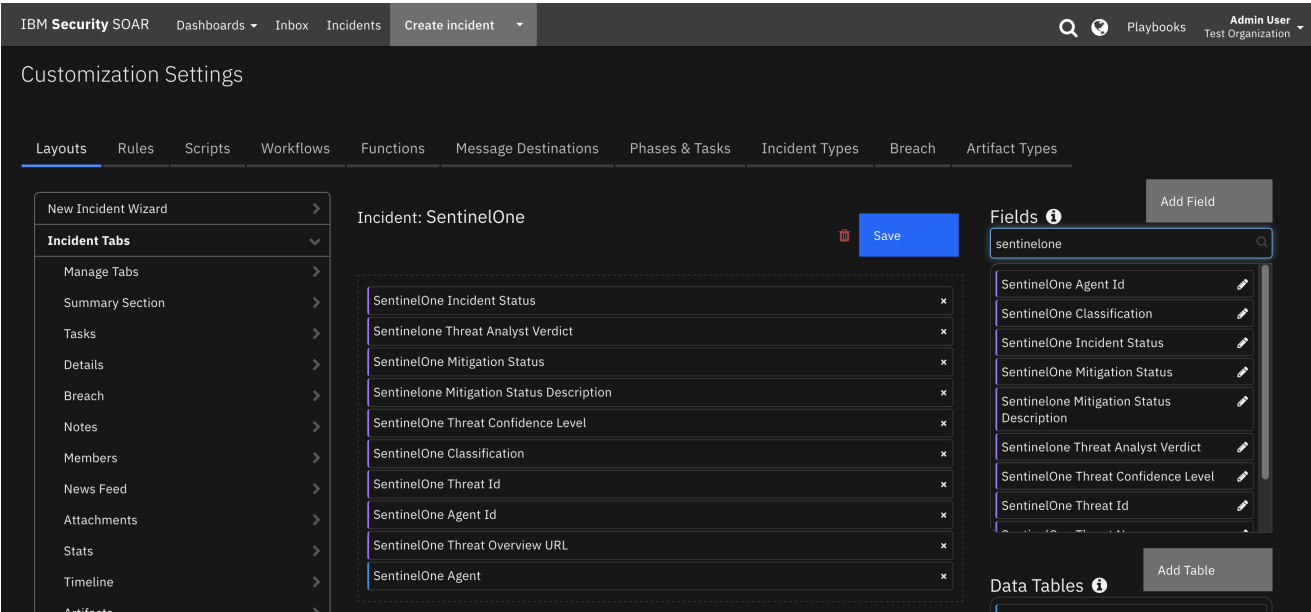 IBM Security SOAR Dashboards Inbox Incidents Create incident Playbooks Admin User
Test Organization
Customization Settings
Layouts Rules Scripts Workflows Functions Message Destinations Phases & Tasks Incident Types Breach Artifact Types
New Incident Wizard
Incident Tabs
Manage Tabs
Summary Section
Tasks
Details
Breach
Notes
Members
News Feed
Attachments
Stats
Timeline
Artifacts
Incident: SentinelOne
Save
SentinelOne Incident Status
Sentinelone Threat Analyst Verdict
SentinelOne Mitigation Status
Sentinelone Mitigation Status Description
SentinelOne Threat Confidence Level
SentinelOne Classification
SentinelOne Threat Id
SentinelOne Agent Id
SentinelOne Threat Overview URL
SentinelOne Agent
Add Field
Fields
sentinelone
SentinelOne Agent Id
SentinelOne Classification
SentinelOne Incident Status
SentinelOne Mitigation Status
Sentinelone Mitigation Status
Description
Sentinelone Threat Analyst Verdict
SentinelOne Threat Confidence Level
SentinelOne Threat Id
Add Table
Data Tables